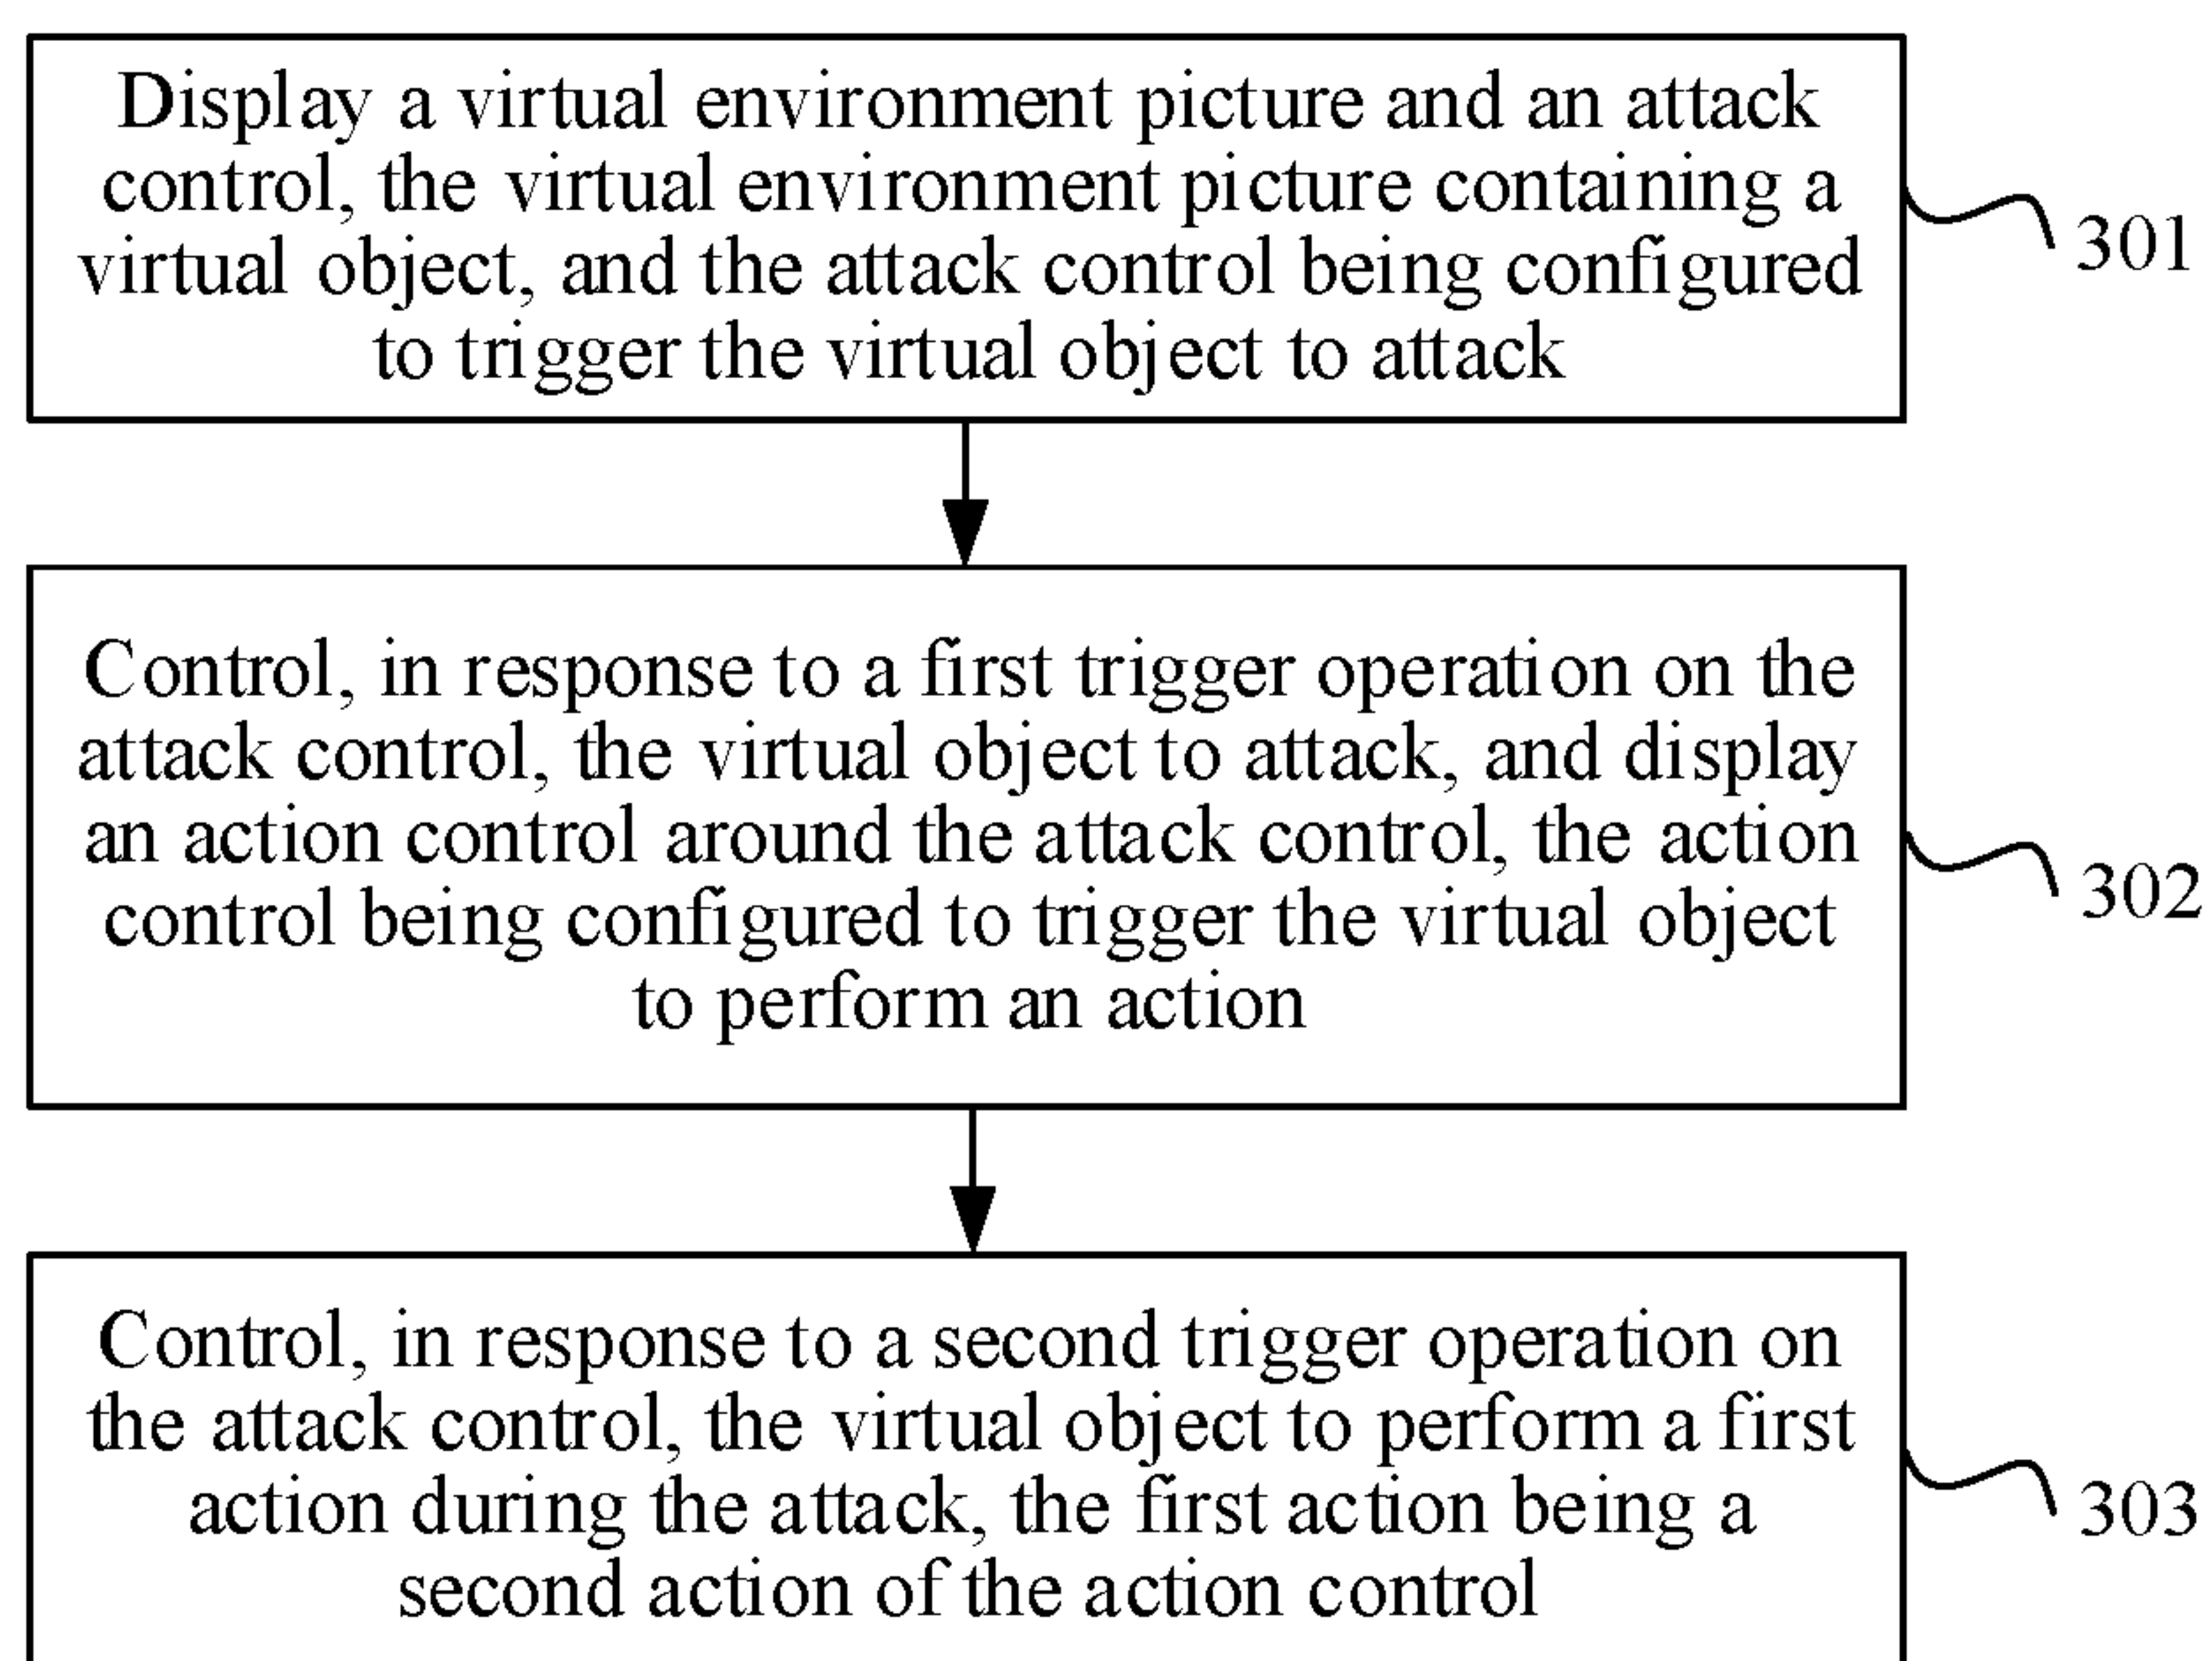 Display a virtual environment picture and an attack
control, the virtual environment picture containing a
virtual object, and the attack control being configured
to trigger the virtual object to attack
301
Control, in response to a first trigger operation on the
attack control, the virtual object to attack, and display
an action control around the attack control, the action
control being configured to trigger the virtual object
to perform an action
302
Control, in response to a second trigger operation on
the attack control, the virtual object to perform a first
action during the attack, the first action being a
second action of the action control
303